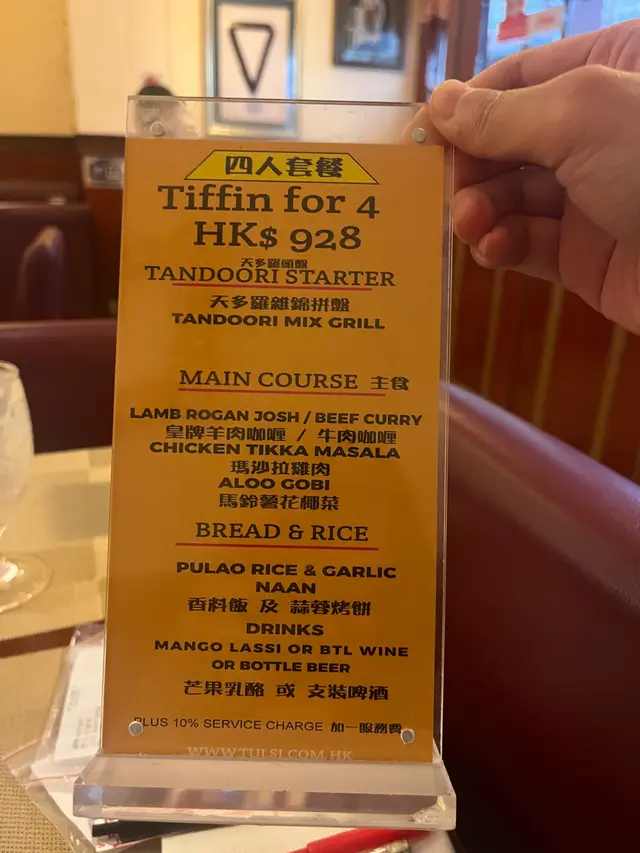 四人套餐
Tiffin for 4
HK$ 928
天多羅頭盤
TANDOORI STARTER
天多羅雜錦拼盤
TANDOORI MIX GRILL
MAIN COURSE 主食
LAMB ROGAN JOSH / BEEF CURRY
皇牌羊肉咖喱 / 牛肉咖喱
CHICKEN TIKKA MASALA
瑪沙拉雞肉
ALOO GOBI
馬鈴薯花椰菜
BREAD & RICE
PULAO RICE & GARLIC
NAAN
香料飯 及 蒜蓉烤餅
DRINKS
MANGO LASSI OR BTL WINE
OR BOTTLE BEER
芒果乳酪 或 支裝啤酒
PLUS 10% SERVICE CHARGE 加一服務費
WWW.TULSI.COM.HK